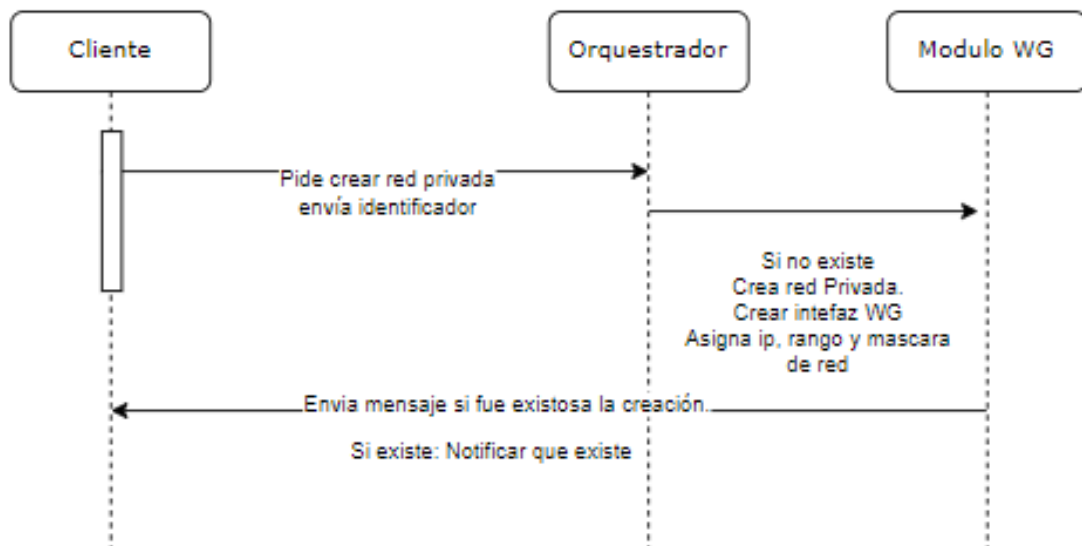 Cliente
Orquestrador
Modulo WG
Pide crear red privada
envía identificador
Si no existe
Crea red Privada.
Crear intefaz WG
Asigna ip, rango y mascara
de red
Envia mensaje si fue existosa la creación.
Si existe: Notificar que existe